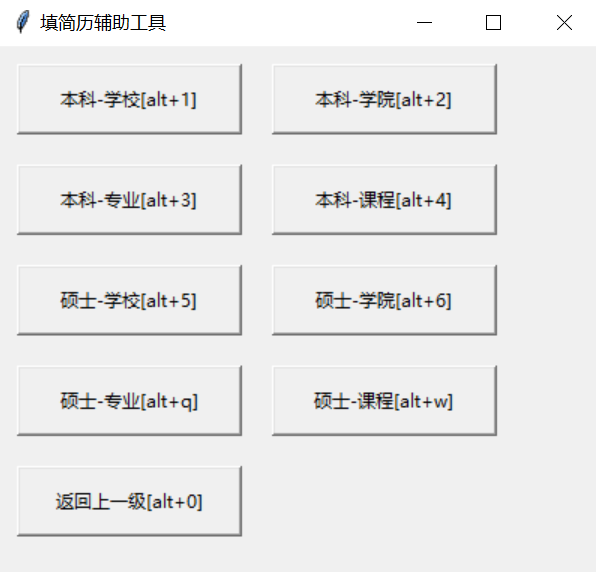 填简历辅助工具
本科-学校[alt+1]
本科-学院[alt+2]
本科-专业[alt+3]
本科-课程[alt+4]
硕士-学校[alt+5]
硕士-学院[alt+6]
硕士-专业[alt+q]
硕士-课程[alt+w]
返回上一级[alt+0]